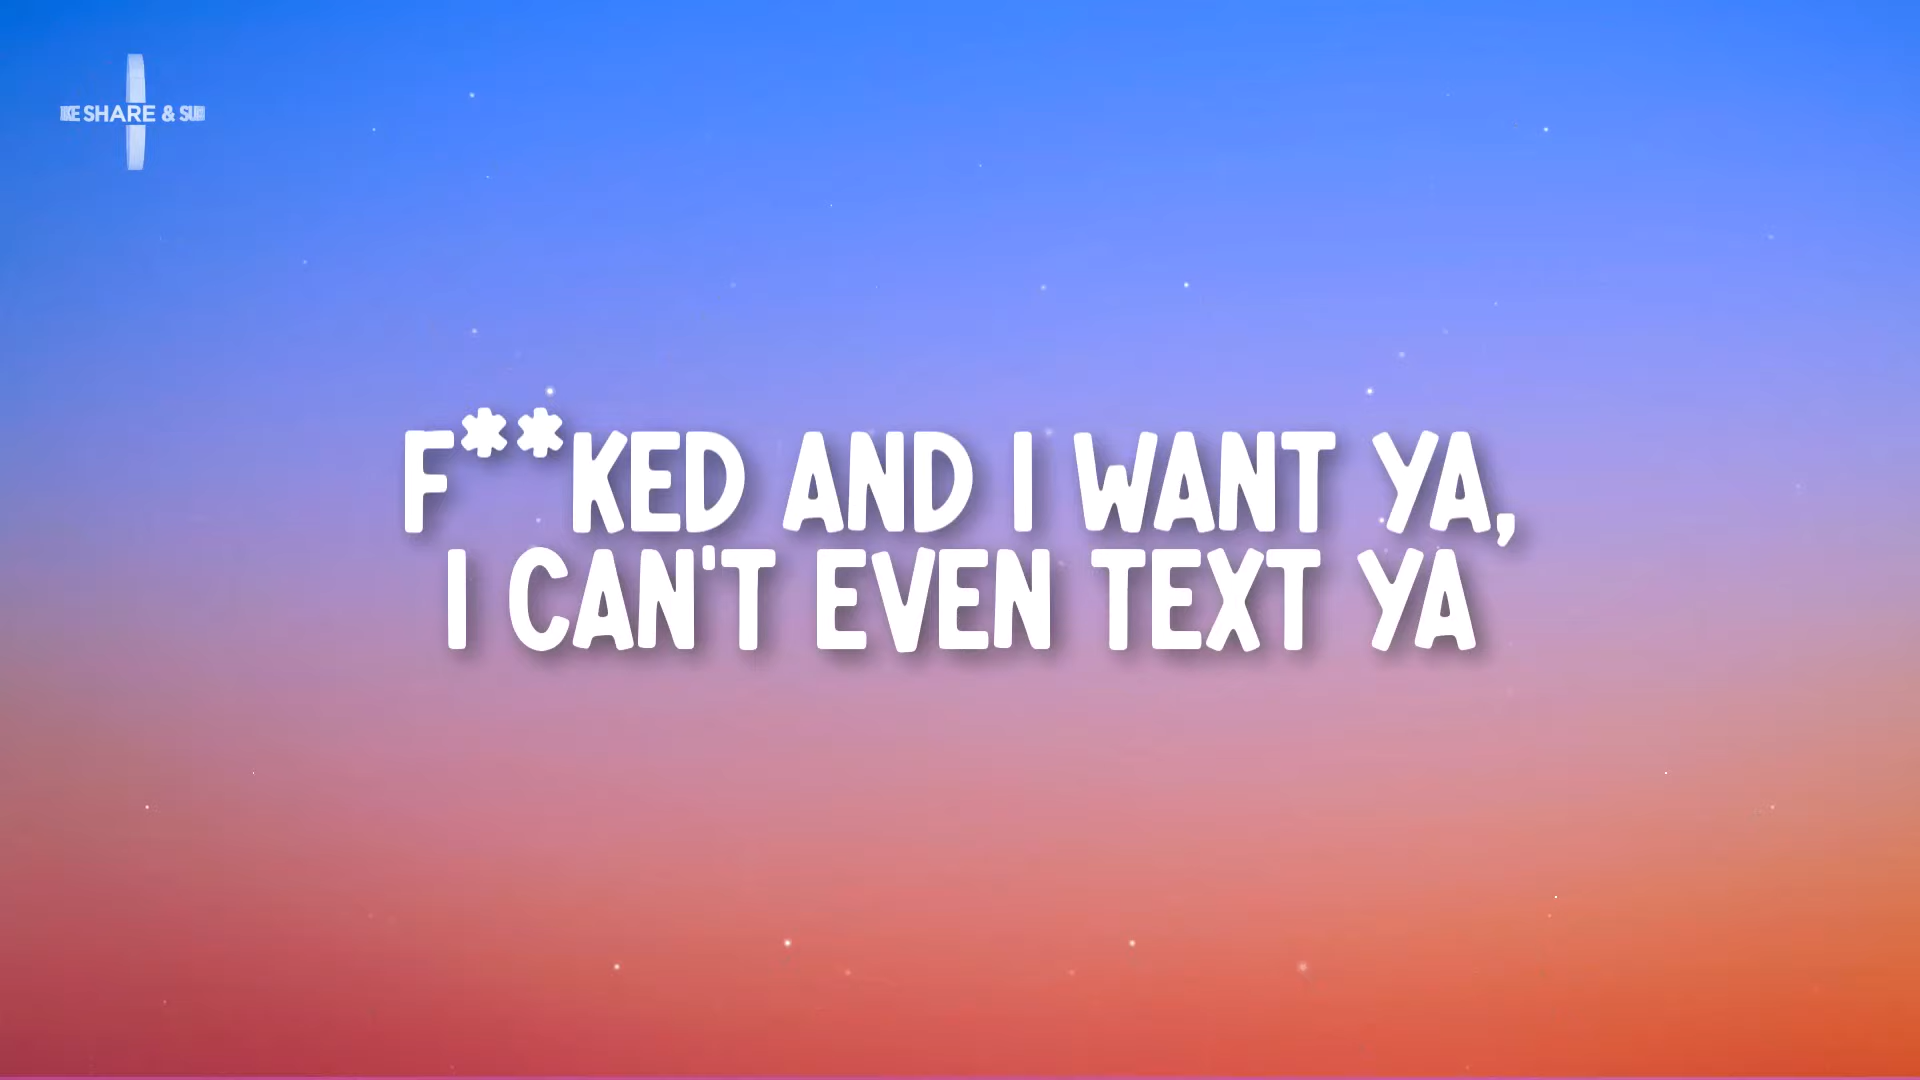 SHARE &
F**KED AND I WANT YA,
I CAN'T EVEN TEXT YA